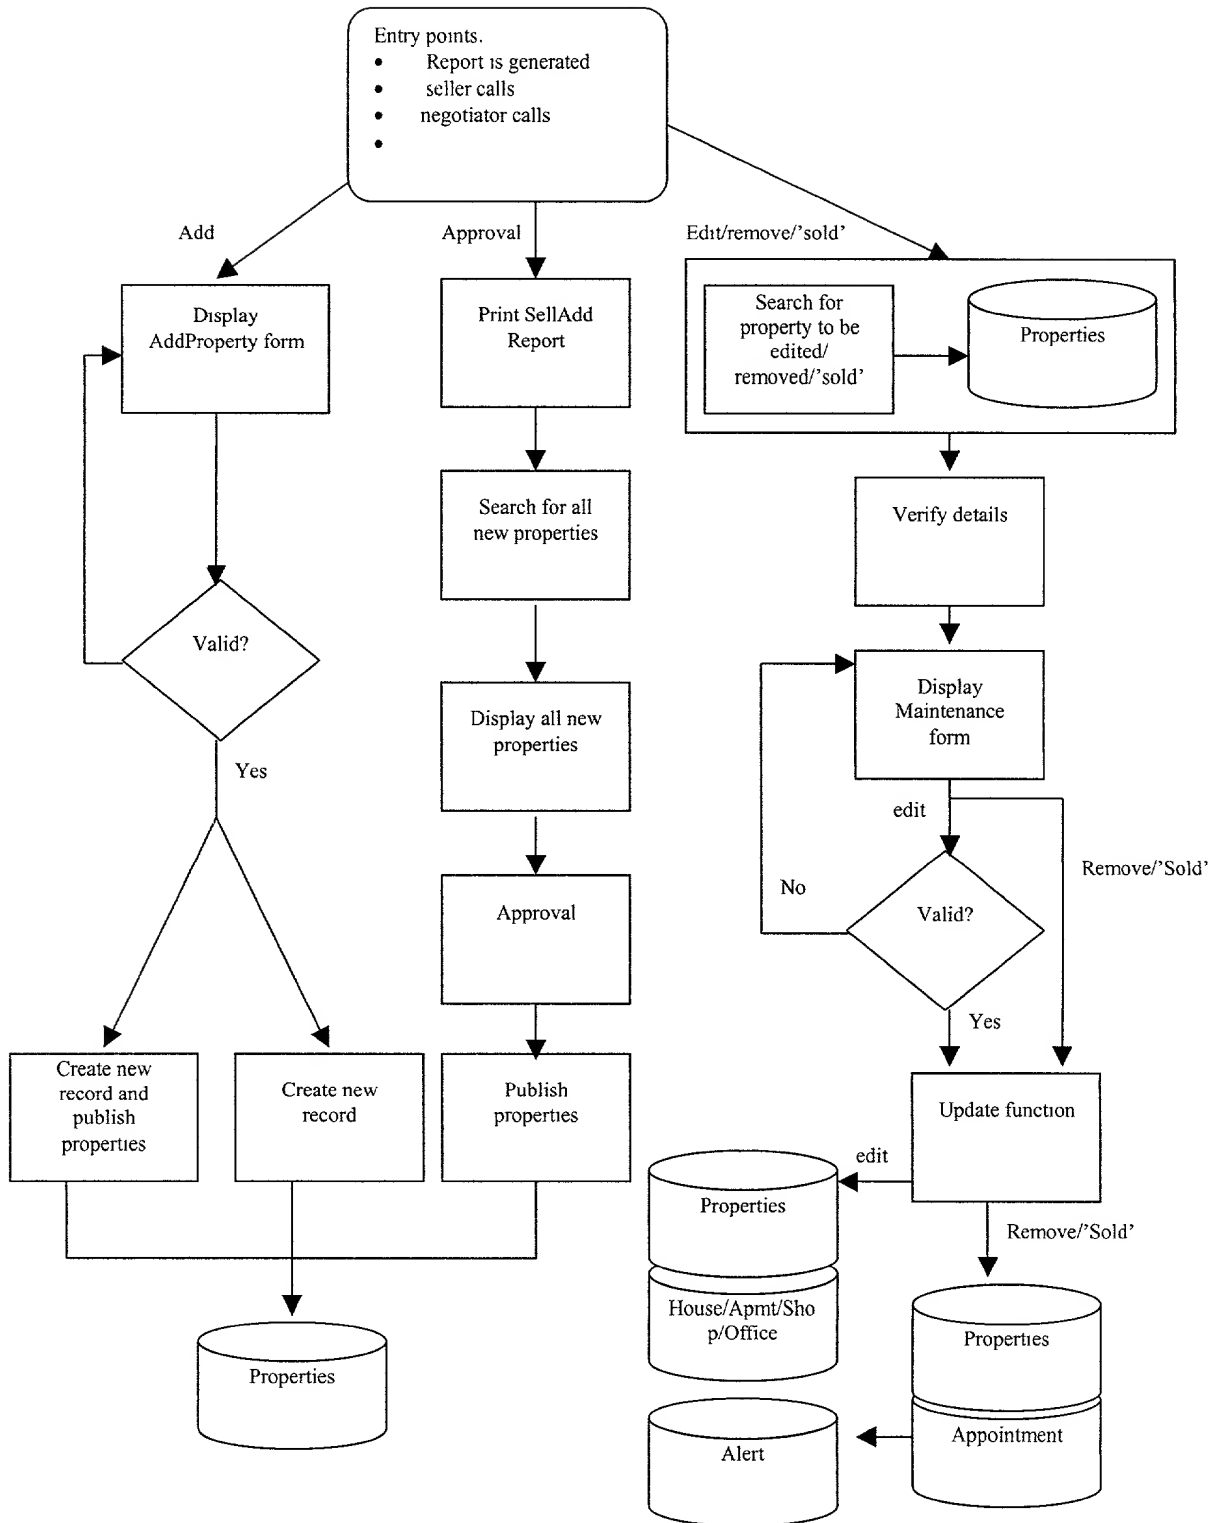 Entry points.
• Report is generated
• seller calls
• negotiator calls
•
Add
Approval
Edit/remove/'sold'
Display
AddProperty form
Print SellAdd
Report
Search for
property to be
edited/
removed/'sold'
Properties
Search for all
new properties
Verify details
Valid?
Display all new
properties
Display
Maintenance
form
Yes
edit
Remove/'Sold'
No
Valid?
Approval
Yes
Create new
record and
publish
properties
Create new
record
Publish
properties
Update function
edit
Properties
House/Apmt/Sho
p/Office
Remove/'Sold'
Properties
Appointment
Properties
Alert